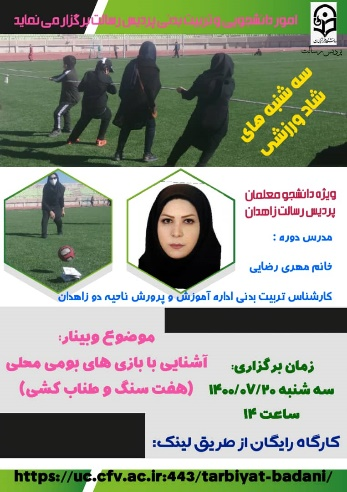 امور دانشجویی و تربیت بدنی پردیس رسالت برگزار می نماید
پردیس رسالت
سه شنبه های
شاد ورزشی
ویژه دانشجو معلمان
پردیس رسالت زاهدان
مدرس دوره :
خانم مهری رضایی
کارشناس تربیت بدنی اداره آموزش و پرورش ناحیه دو زاهدان
موضوع وبینار:
آشنایی با بازی های بومی محلی
(هفت سنگ و طناب کشی)
زمان برگزاری:
سه شنبه ۱۴۰۰/۰۷/۲۰
ساعت ۱۴
کارگاه رایگان از طریق لینک:
https://uc.cfv.ac.ir:443/tarbiyat-badani/